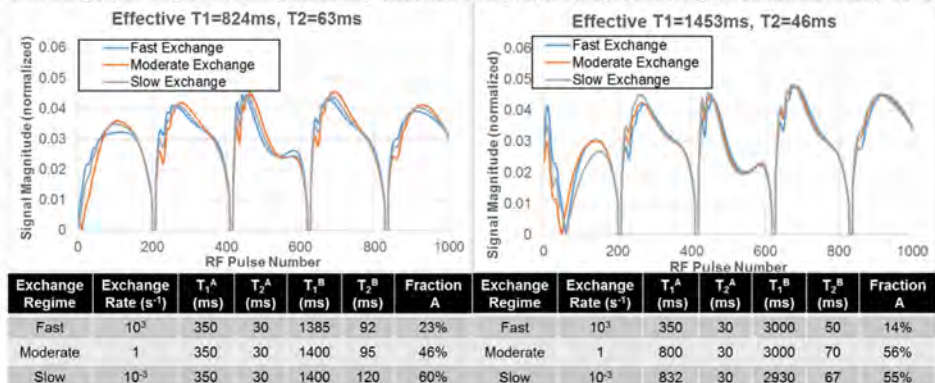 Effective T1=824ms, T2=63ms
Fast Exchange
Moderate Exchange
Slow Exchange
Signal Magnitude (normalized)
0.06
0.05
0.04
0.03
0.02
0.01
0
0 200 400 600 800 1000
RF Pulse Number
Effective T1=1453ms, T2=46ms
Fast Exchange
Moderate Exchange
Slow Exchange
Signal Magnitude (normalized)
0.06
0.05
0.04
0.03
0.02
0.01
0
0 200 400 600 800 1000
RF Pulse Number
Exchange Regime Exchange Rate (s⁻¹) T₁ᴬ (ms) T₂ᴬ (ms) T₁ᴮ (ms) T₂ᴮ (ms) Fraction A
Fast 10³ 350 30 1385 92 23%
Moderate 1 350 30 1400 95 46%
Slow 10⁻³ 350 30 1400 120 60%
Exchange Regime Exchange Rate (s⁻¹) T₁ᴬ (ms) T₂ᴬ (ms) T₁ᴮ (ms) T₂ᴮ (ms) Fraction A
Fast 10³ 350 30 3000 50 14%
Moderate 1 800 30 3000 70 56%
Slow 10⁻³ 832 30 2930 67 55%